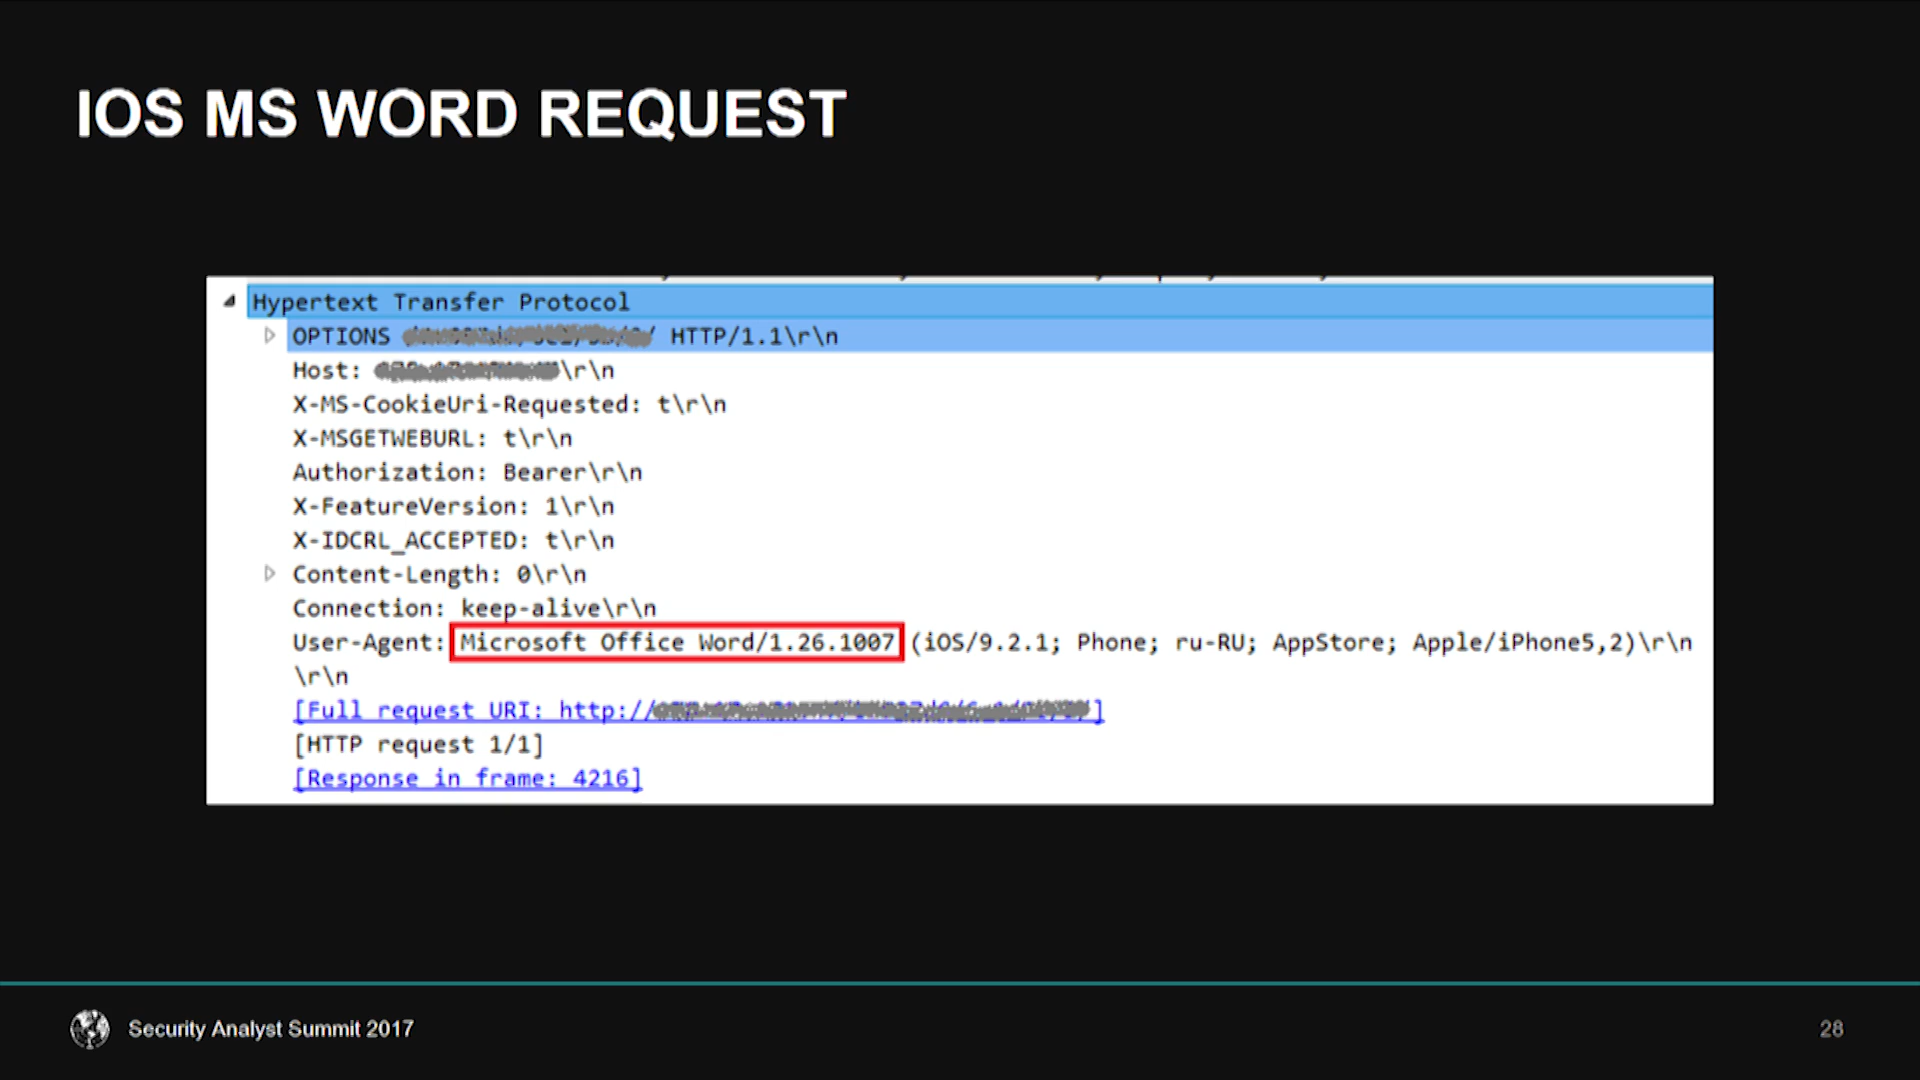 IOS MS WORD REQUEST
Hypertext Transfer Protocol
OPTIONS / HTTP/1.1\r\n
Host: \r\n
X-MS-CookieUri-Requested: t\r\n
X-MSGETWEBURL: t\r\n
Authorization: Bearer\r\n
X-FeatureVersion: 1\r\n
X-IDCRL_ACCEPTED: t\r\n
Content-Length: 0\r\n
Connection: keep-alive\r\n
User-Agent: Microsoft Office Word/1.26.1007 (iOS/9.2.1; Phone; ru-RU; AppStore; Apple/iPhone5,2)\r\n
\r\n
[Full request URI: http:// ]
[HTTP request 1/1]
[Response in frame: 4216]
Security Analyst Summit 2017
28